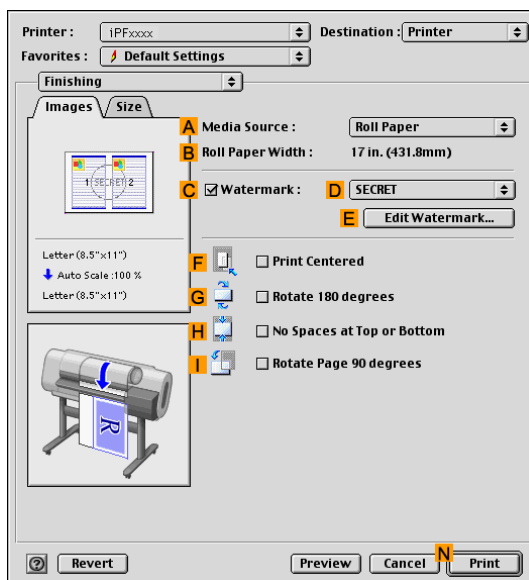 Printer : iPFxxxx Destination : Printer
Favorites : Default Settings
Finishing
Images Size
A Media Source : Roll Paper
B Roll Paper Width : 17 in. (431.8mm)
1 SECRET 2
C Watermark : D SECRET
E Edit Watermark...
Letter (8.5"x11")
Auto Scale :100 %
Letter (8.5"x11")
F Print Centered
G Rotate 180 degrees
H No Spaces at Top or Bottom
I Rotate Page 90 degrees
R
N
? Revert Preview Cancel Print